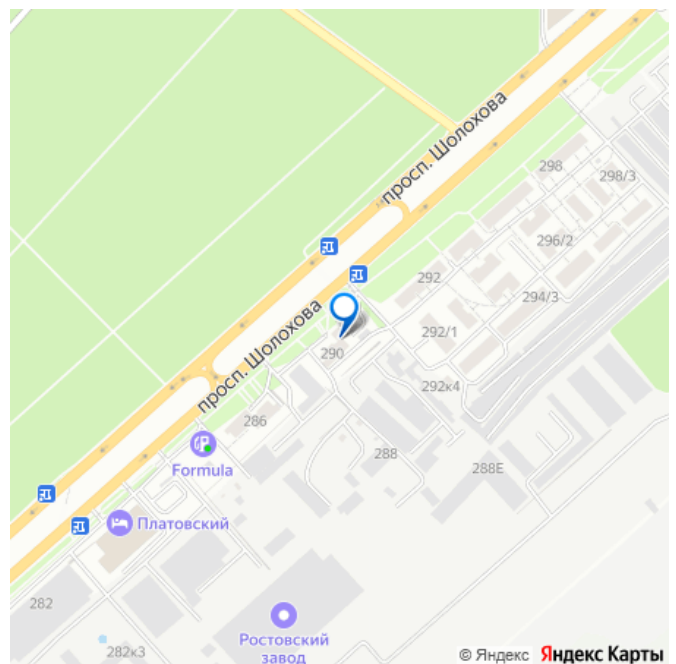 просп. Шолохова
298
298/3
296/2
292
294/3
просп. Шолохова
292/1
290
292к4
286
288
288Е
Formula
Платовский
282
Ростовский
завод
282к3
© Яндекс Яндекс Карты